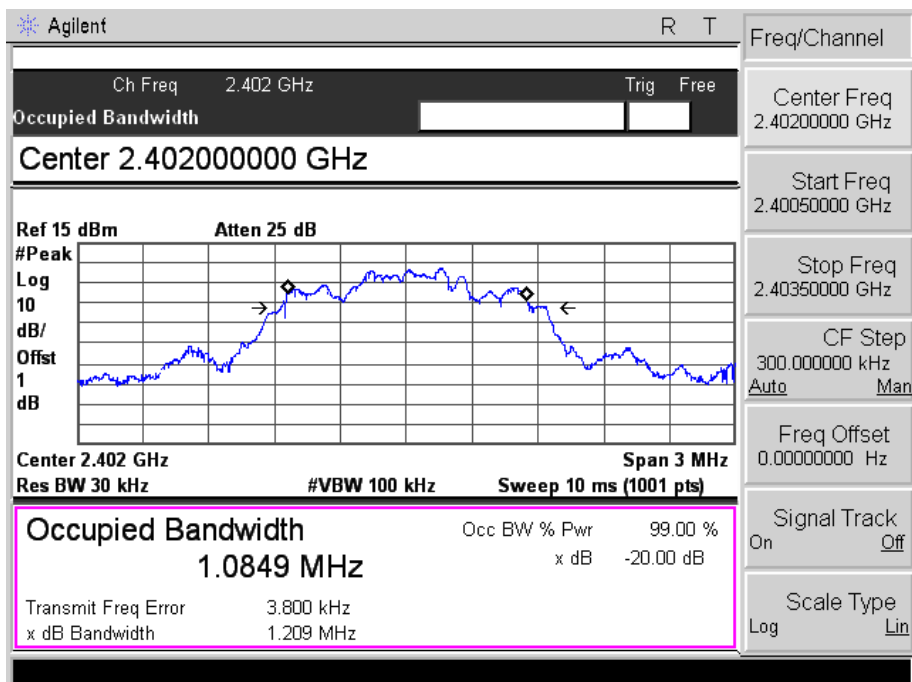 Agilent R T
Ch Freq 2.402 GHz Trig Free
Occupied Bandwidth
Center 2.402000000 GHz
Ref 15 dBm Atten 25 dB
#Peak
Log
10
dB/
Offst
1
dB
Center 2.402 GHz Span 3 MHz
Res BW 30 kHz #VBW 100 kHz Sweep 10 ms (1001 pts)
Occupied Bandwidth
1.0849 MHz
Occ BW % Pwr 99.00 %
x dB -20.00 dB
Transmit Freq Error 3.800 kHz
x dB Bandwidth 1.209 MHz
Freq/Channel
Center Freq
2.40200000 GHz
Start Freq
2.40050000 GHz
Stop Freq
2.40350000 GHz
CF Step
300.000000 kHz
Auto Man
Freq Offset
0.00000000 Hz
Signal Track
On Off
Scale Type
Log Lin